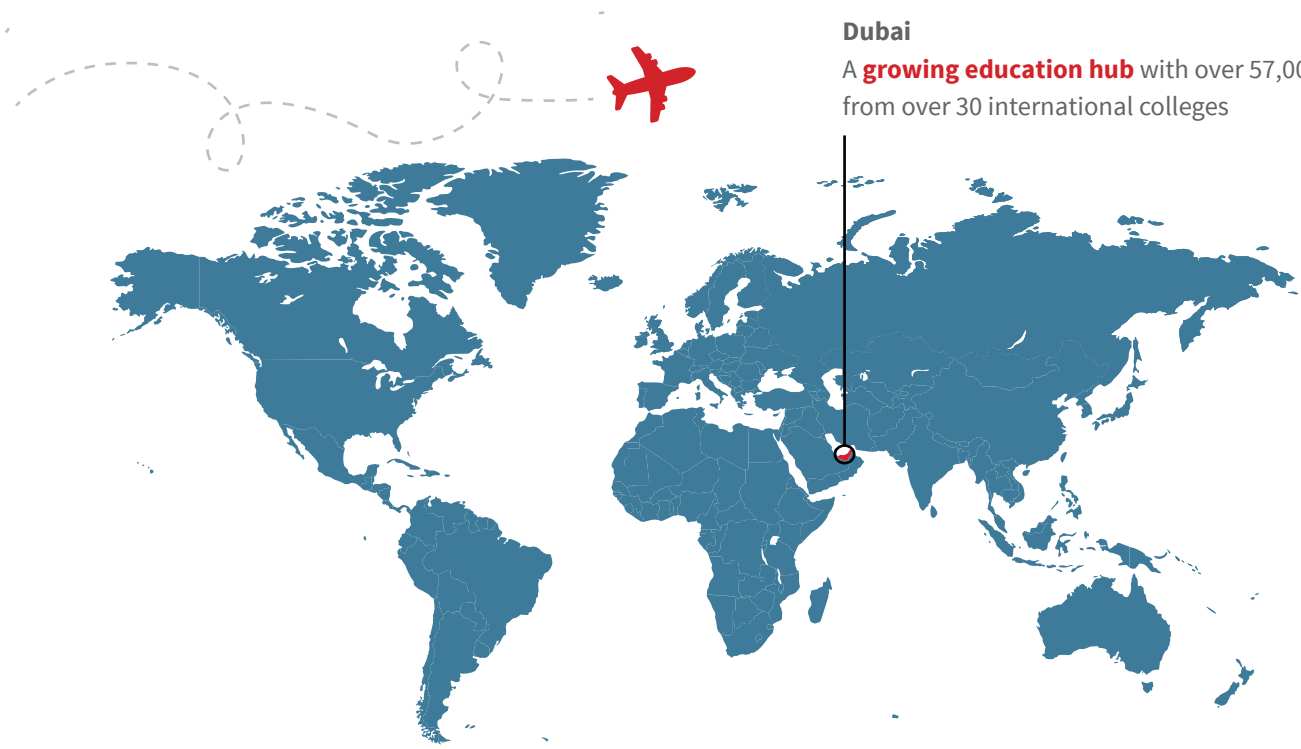 Dubai
A growing education hub with over
from over 30 international colleges